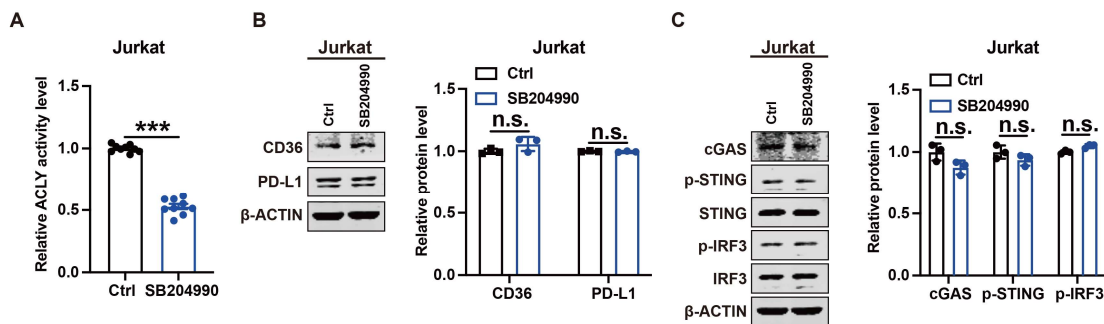 A
Jurkat
Relative ACLY activity level
1.5
1.0
0.5
0.0
***
Ctrl
SB204990
B
Jurkat
Ctrl
SB204990
CD36
PD-L1
β-ACTIN
Jurkat
Relative protein level
1.5
1.0
0.5
0.0
Ctrl
SB204990
n.s.
n.s.
CD36
PD-L1
C
Jurkat
Ctrl
SB204990
cGAS
p-STING
STING
p-IRF3
IRF3
β-ACTIN
Jurkat
Relative protein level
1.5
1.0
0.5
0.0
Ctrl
SB204990
n.s.
n.s.
n.s.
cGAS
p-STING
p-IRF3